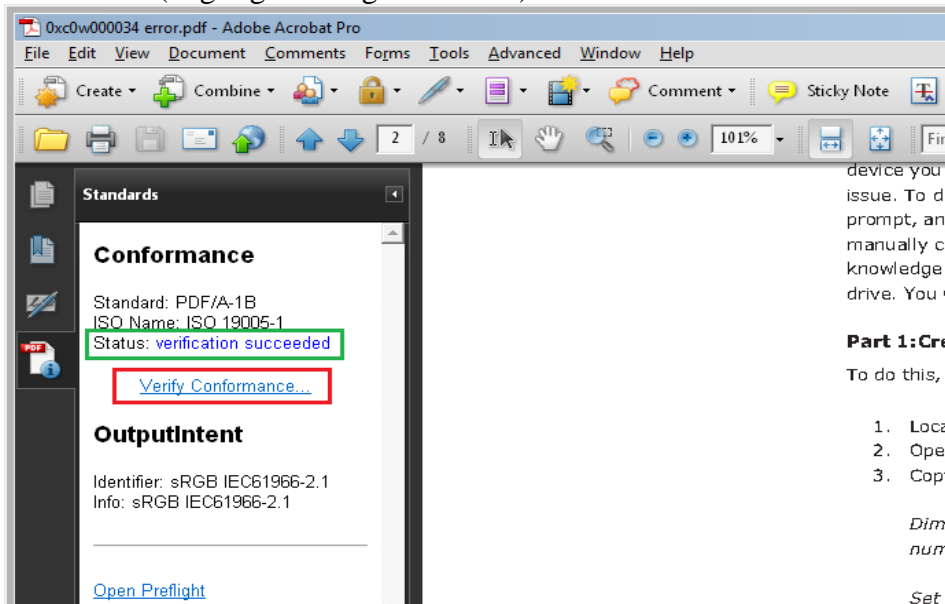 0xc0w000034 error.pdf - Adobe Acrobat Pro
File Edit View Document Comments Forms Tools Advanced Window Help
Create Combine Comment Sticky Note
2 / 8 101%
Standards
Conformance
Standard: PDF/A-1B
ISO Name: ISO 19005-1
Status: verification succeeded
Verify Conformance...
OutputIntent
Identifier: sRGB IEC61966-2.1
Info: sRGB IEC61966-2.1
Open Preflight
device you
issue. To d
prompt, an
manually c
knowledge
drive. You
Part 1:Cre
To do this,
1. Loca
2. Ope
3. Cop
Dim
num
Set